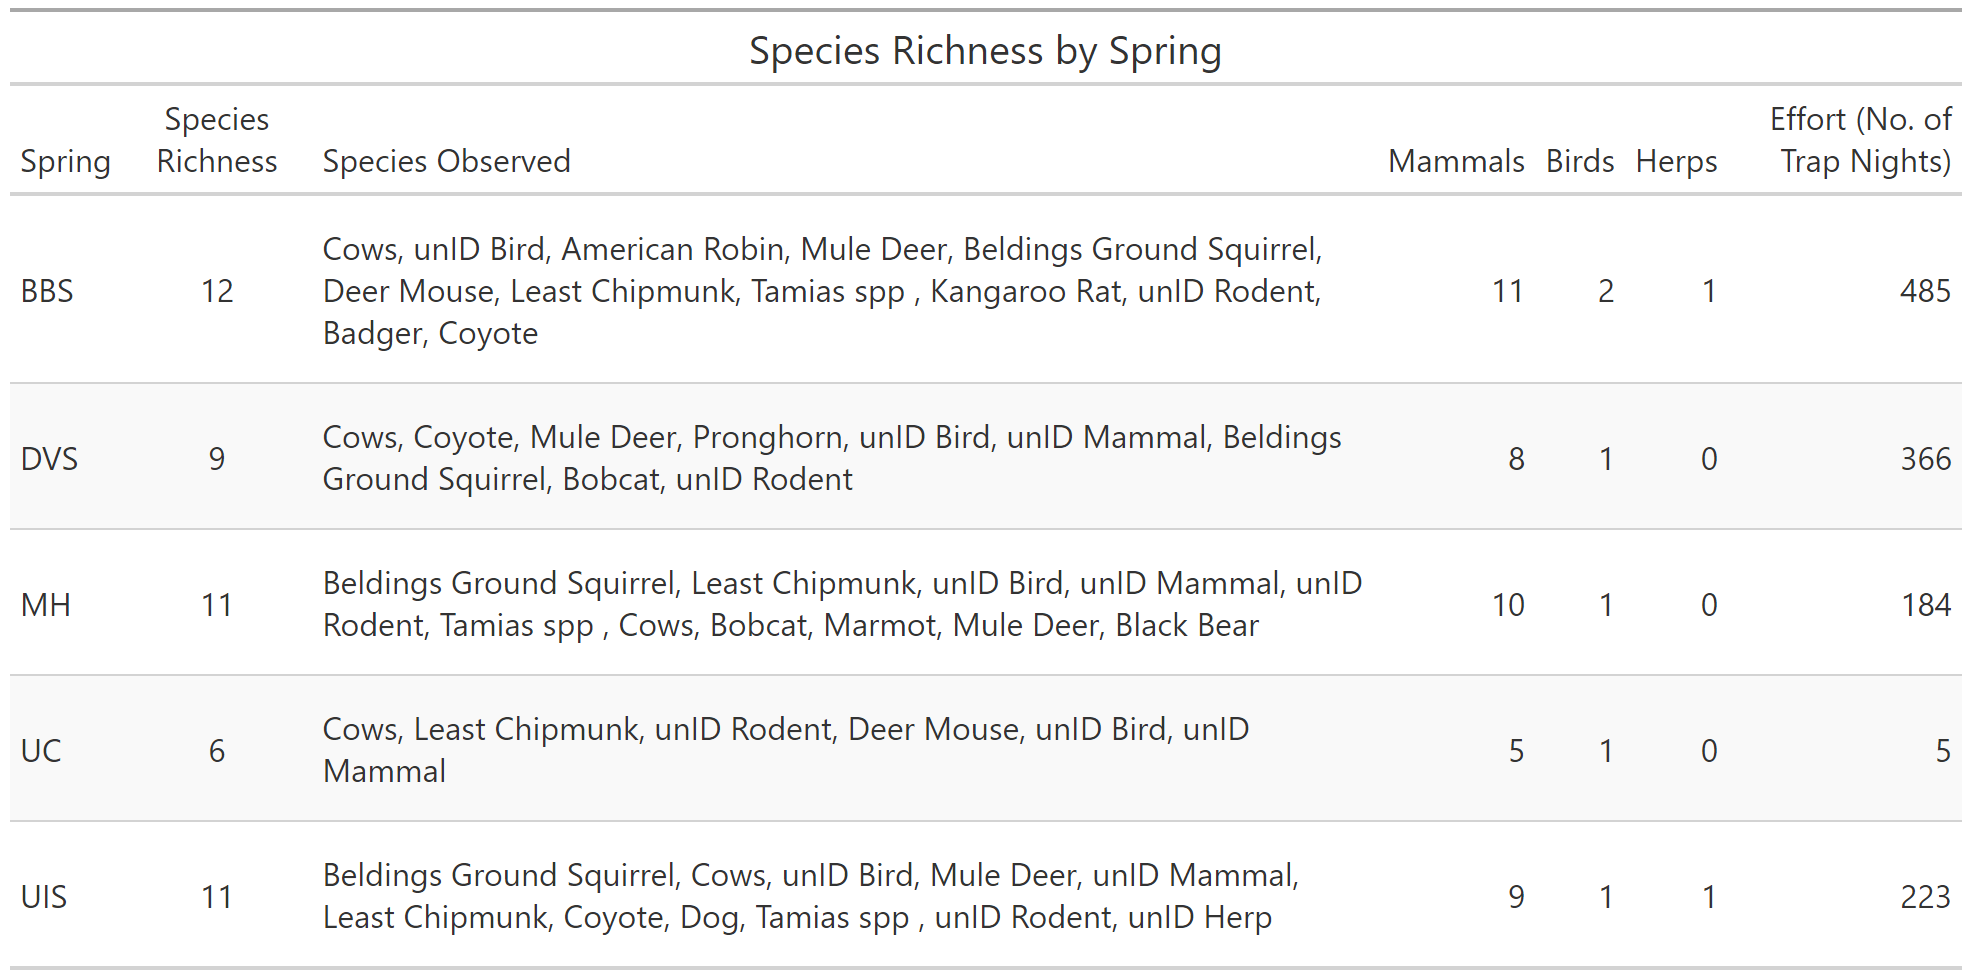 Species Richness by Spring
Spring Species Richness Species Observed Mammals Birds Herps Effort (No. of Trap Nights)
BBS 12 Cows, unID Bird, American Robin, Mule Deer, Beldings Ground Squirrel,
Deer Mouse, Least Chipmunk, Tamias spp , Kangaroo Rat, unID Rodent,
Badger, Coyote 11 2 1 485
DVS 9 Cows, Coyote, Mule Deer, Pronghorn, unID Bird, unID Mammal, Beldings
Ground Squirrel, Bobcat, unID Rodent 8 1 0 366
MH 11 Beldings Ground Squirrel, Least Chipmunk, unID Bird, unID Mammal, unID
Rodent, Tamias spp , Cows, Bobcat, Marmot, Mule Deer, Black Bear 10 1 0 184
UC 6 Cows, Least Chipmunk, unID Rodent, Deer Mouse, unID Bird, unID
Mammal 5 1 0 5
UIS 11 Beldings Ground Squirrel, Cows, unID Bird, Mule Deer, unID Mammal,
Least Chipmunk, Coyote, Dog, Tamias spp , unID Rodent, unID Herp 9 1 1 223